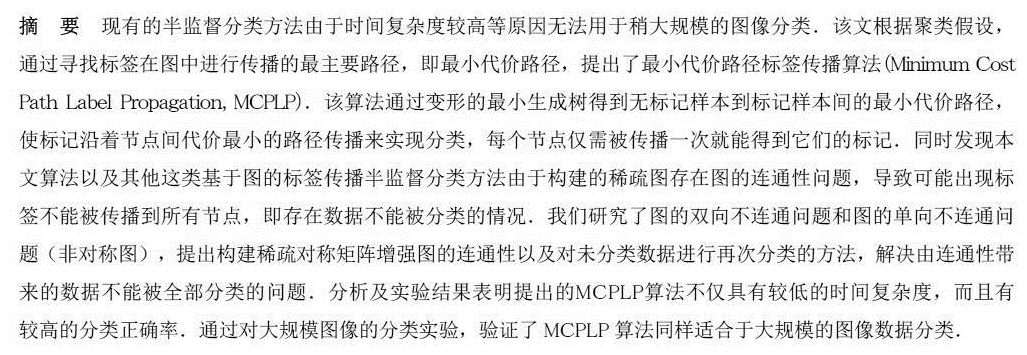 摘　要　现有的半监督分类方法由于时间复杂度较高等原因无法用于稍大规模的图像分类．该文根据聚类假设，
通过寻找标签在图中进行传播的最主要路径，即最小代价路径，提出了最小代价路径标签传播算法(Minimum Cost
Path Label Propagation, MCPLP)．该算法通过变形的最小生成树得到无标记样本到标记样本间的最小代价路径，
使标记沿着节点间代价最小的路径传播来实现分类，每个节点仅需被传播一次就能得到它们的标记．同时发现本
文算法以及其他这类基于图的标签传播半监督分类方法由于构建的稀疏图存在图的连通性问题，导致可能出现标
签不能被传播到所有节点，即存在数据不能被分类的情况．我们研究了图的双向不连通问题和图的单向不连通问
题（非对称图），提出构建稀疏对称矩阵增强图的连通性以及对未分类数据进行再次分类的方法，解决由连通性带
来的数据不能被全部分类的问题．分析及实验结果表明提出的MCPLP算法不仅具有较低的时间复杂度，而且有
较高的分类正确率．通过对大规模图像的分类实验，验证了 MCPLP 算法同样适合于大规模的图像数据分类．